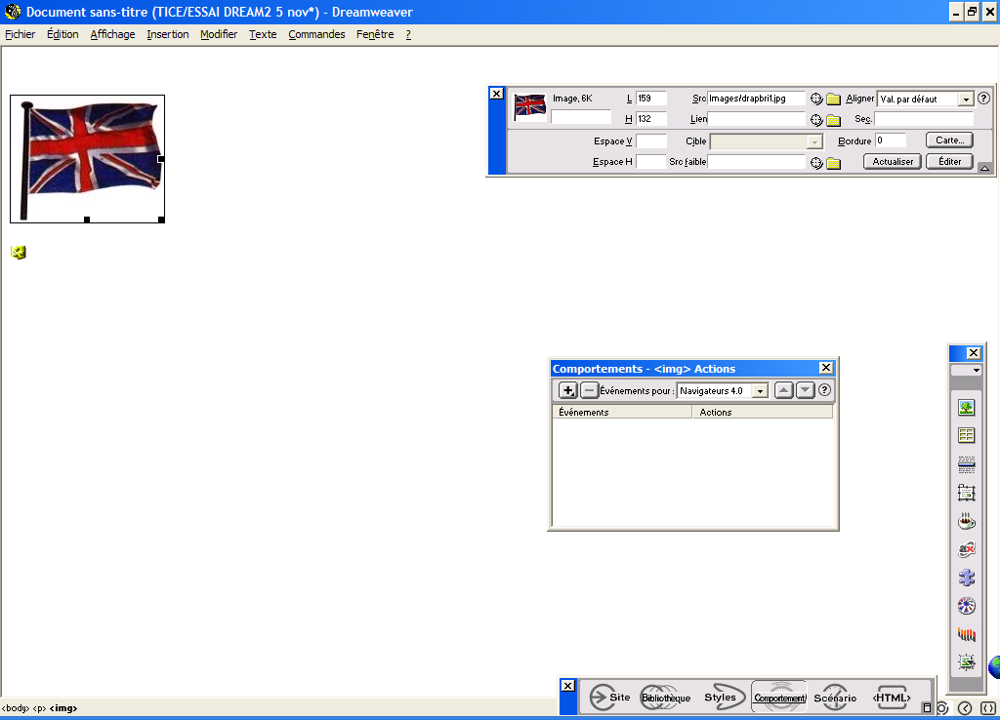 Document sans-titre (TICE/ESSAI DREAM2 5 nov*) - Dreamweaver
Fichier Édition Affichage Insertion Modifier Texte Commandes Fenêtre ?
Image, 6K L 159 Src Images/drapbri1.jpg Aligner Val. par défaut ?
H 132 Lien Sec.
Espace V Cible Bordure 0 Carte...
Espace H Src faible Actualiser Éditer
Comportements - <img> Actions
Événements pour : Navigateurs 4.0 ?
Événements Actions
Site Bibliothèque Styles Comportement Scénario <HTML>
<body> <p> <img>